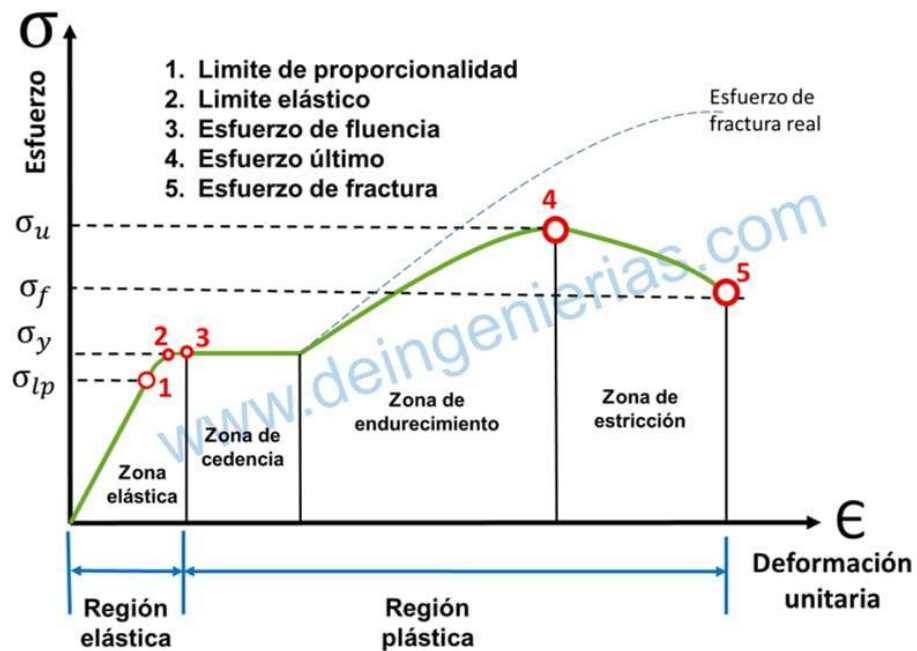 σ
Esfuerzo
1. Limite de proporcionalidad
2. Limite elástico
3. Esfuerzo de fluencia
4. Esfuerzo último
5. Esfuerzo de fractura
Esfuerzo de
fractura real
σu
σf
σy
σlp
1
2
3
4
5
www.deingenierias.com
Zona
elástica
Zona de
cedencia
Zona de
endurecimiento
Zona de
estricción
Є
Deformación
unitaria
Región
elástica
Región
plástica